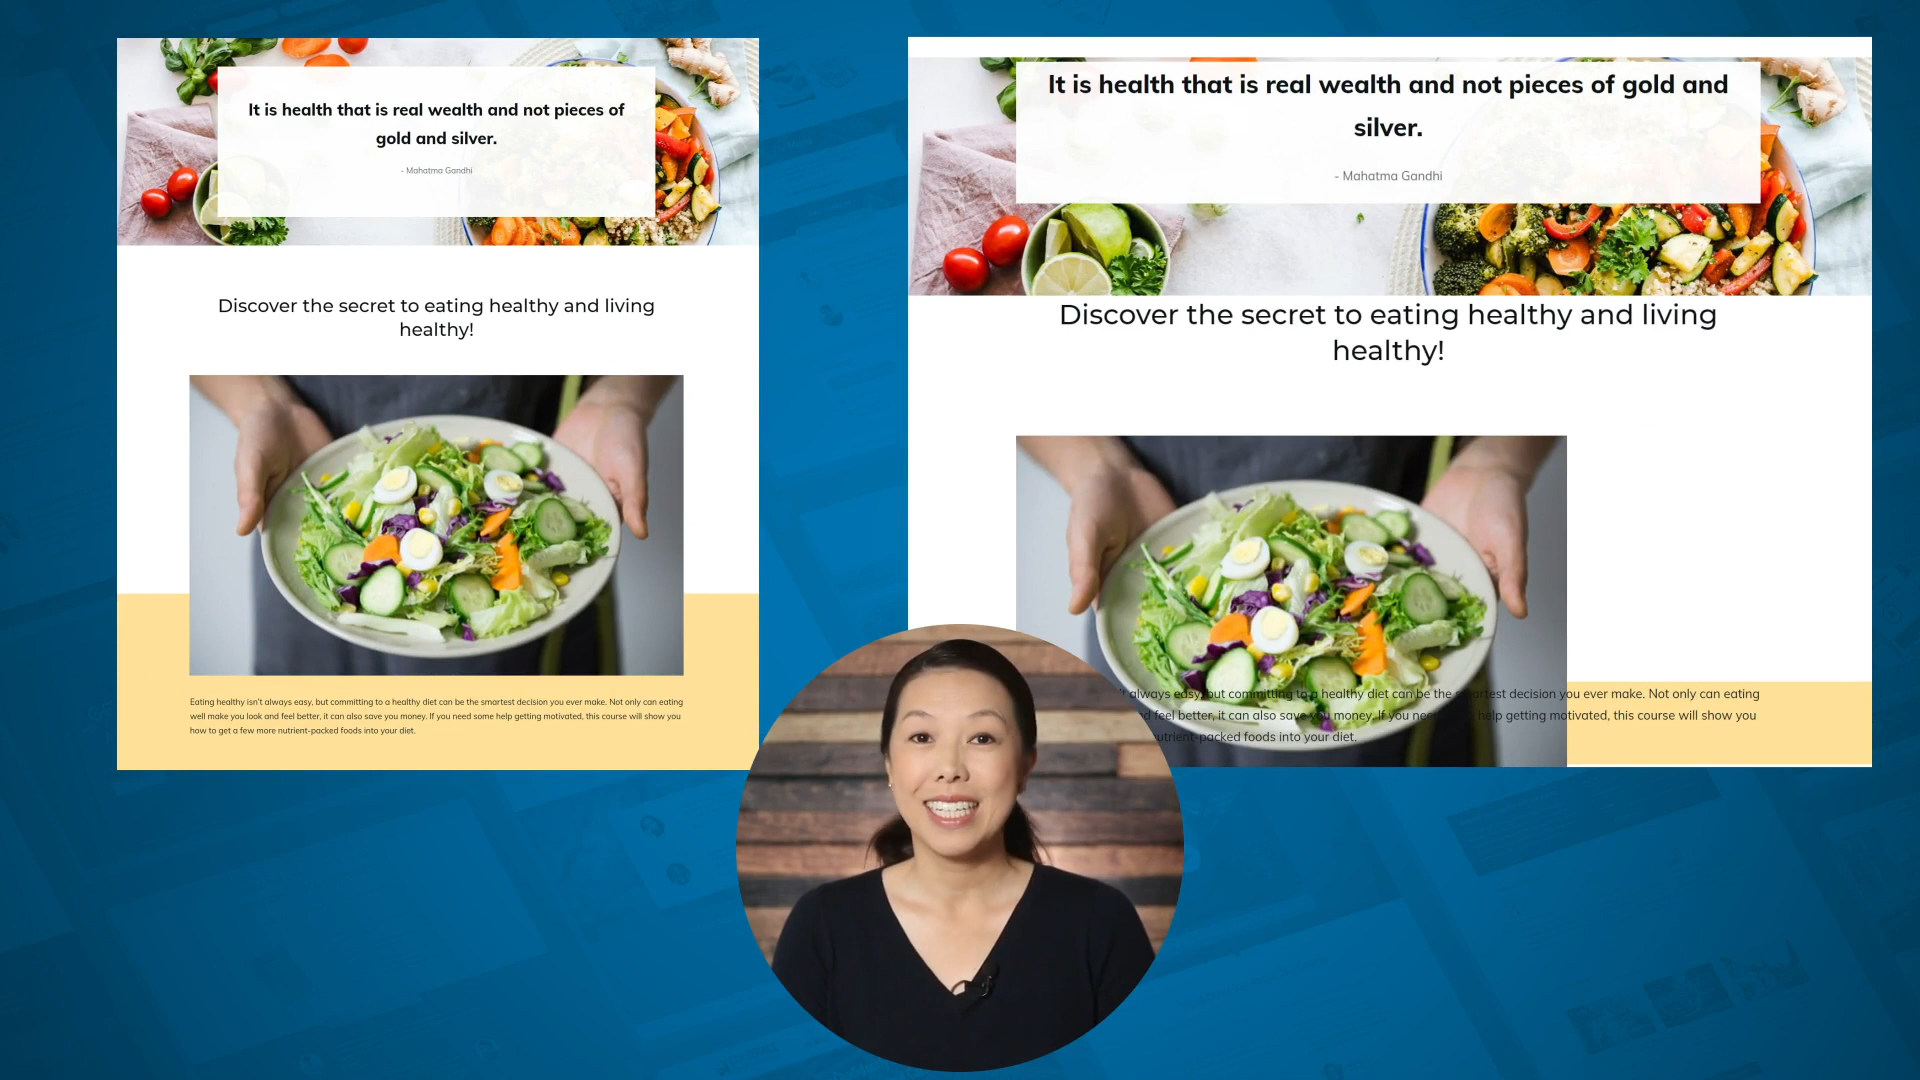 It is health that is real wealth and not pieces of
gold and silver.
- Mahatma Gandhi
Discover the secret to eating healthy and living
healthy!
Eating healthy isn't always easy, but committing to a healthy diet can be the smartest decision you ever make. Not only can eating
well make you look and feel better, it can also save you money. If you need some help getting motivated, this course will show you
how to get a few more nutrient-packed foods into your diet.
It is health that is real wealth and not pieces of gold and
silver.
- Mahatma Gandhi
Discover the secret to eating healthy and living
healthy!
always easy, but committing to a healthy diet can be the smartest decision you ever make. Not only can eating
feel better, it can also save you money. If you need help getting motivated, this course will show you
nutrient-packed foods into your diet.